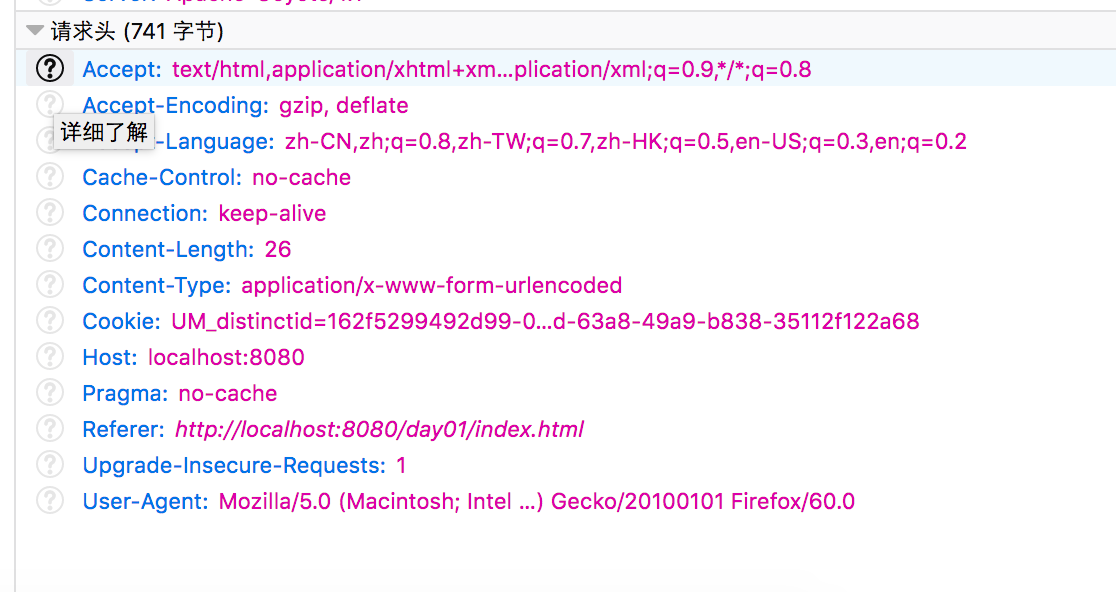 请求头 (741 字节)
Accept: text/html,application/xhtml+xm...plication/xml;q=0.9,*/*;q=0.8
Accept-Encoding: gzip, deflate
详细了解
-Language: zh-CN,zh;q=0.8,zh-TW;q=0.7,zh-HK;q=0.5,en-US;q=0.3,en;q=0.2
Cache-Control: no-cache
Connection: keep-alive
Content-Length: 26
Content-Type: application/x-www-form-urlencoded
Cookie: UM_distinctid=162f5299492d99-0...d-63a8-49a9-b838-35112f122a68
Host: localhost:8080
Pragma: no-cache
Referer: http://localhost:8080/day01/index.html
Upgrade-Insecure-Requests: 1
User-Agent: Mozilla/5.0 (Macintosh; Intel ...) Gecko/20100101 Firefox/60.0